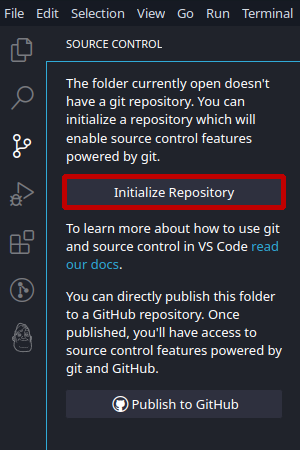 File Edit Selection View Go Run Terminal
SOURCE CONTROL
The folder currently open doesn't
have a git repository. You can
initialize a repository which will
enable source control features
powered by git.
Initialize Repository
To learn more about how to use git
and source control in VS Code read
our docs.
You can directly publish this folder
to a GitHub repository. Once
published, you'll have access to
source control features powered by
git and GitHub.
Publish to GitHub